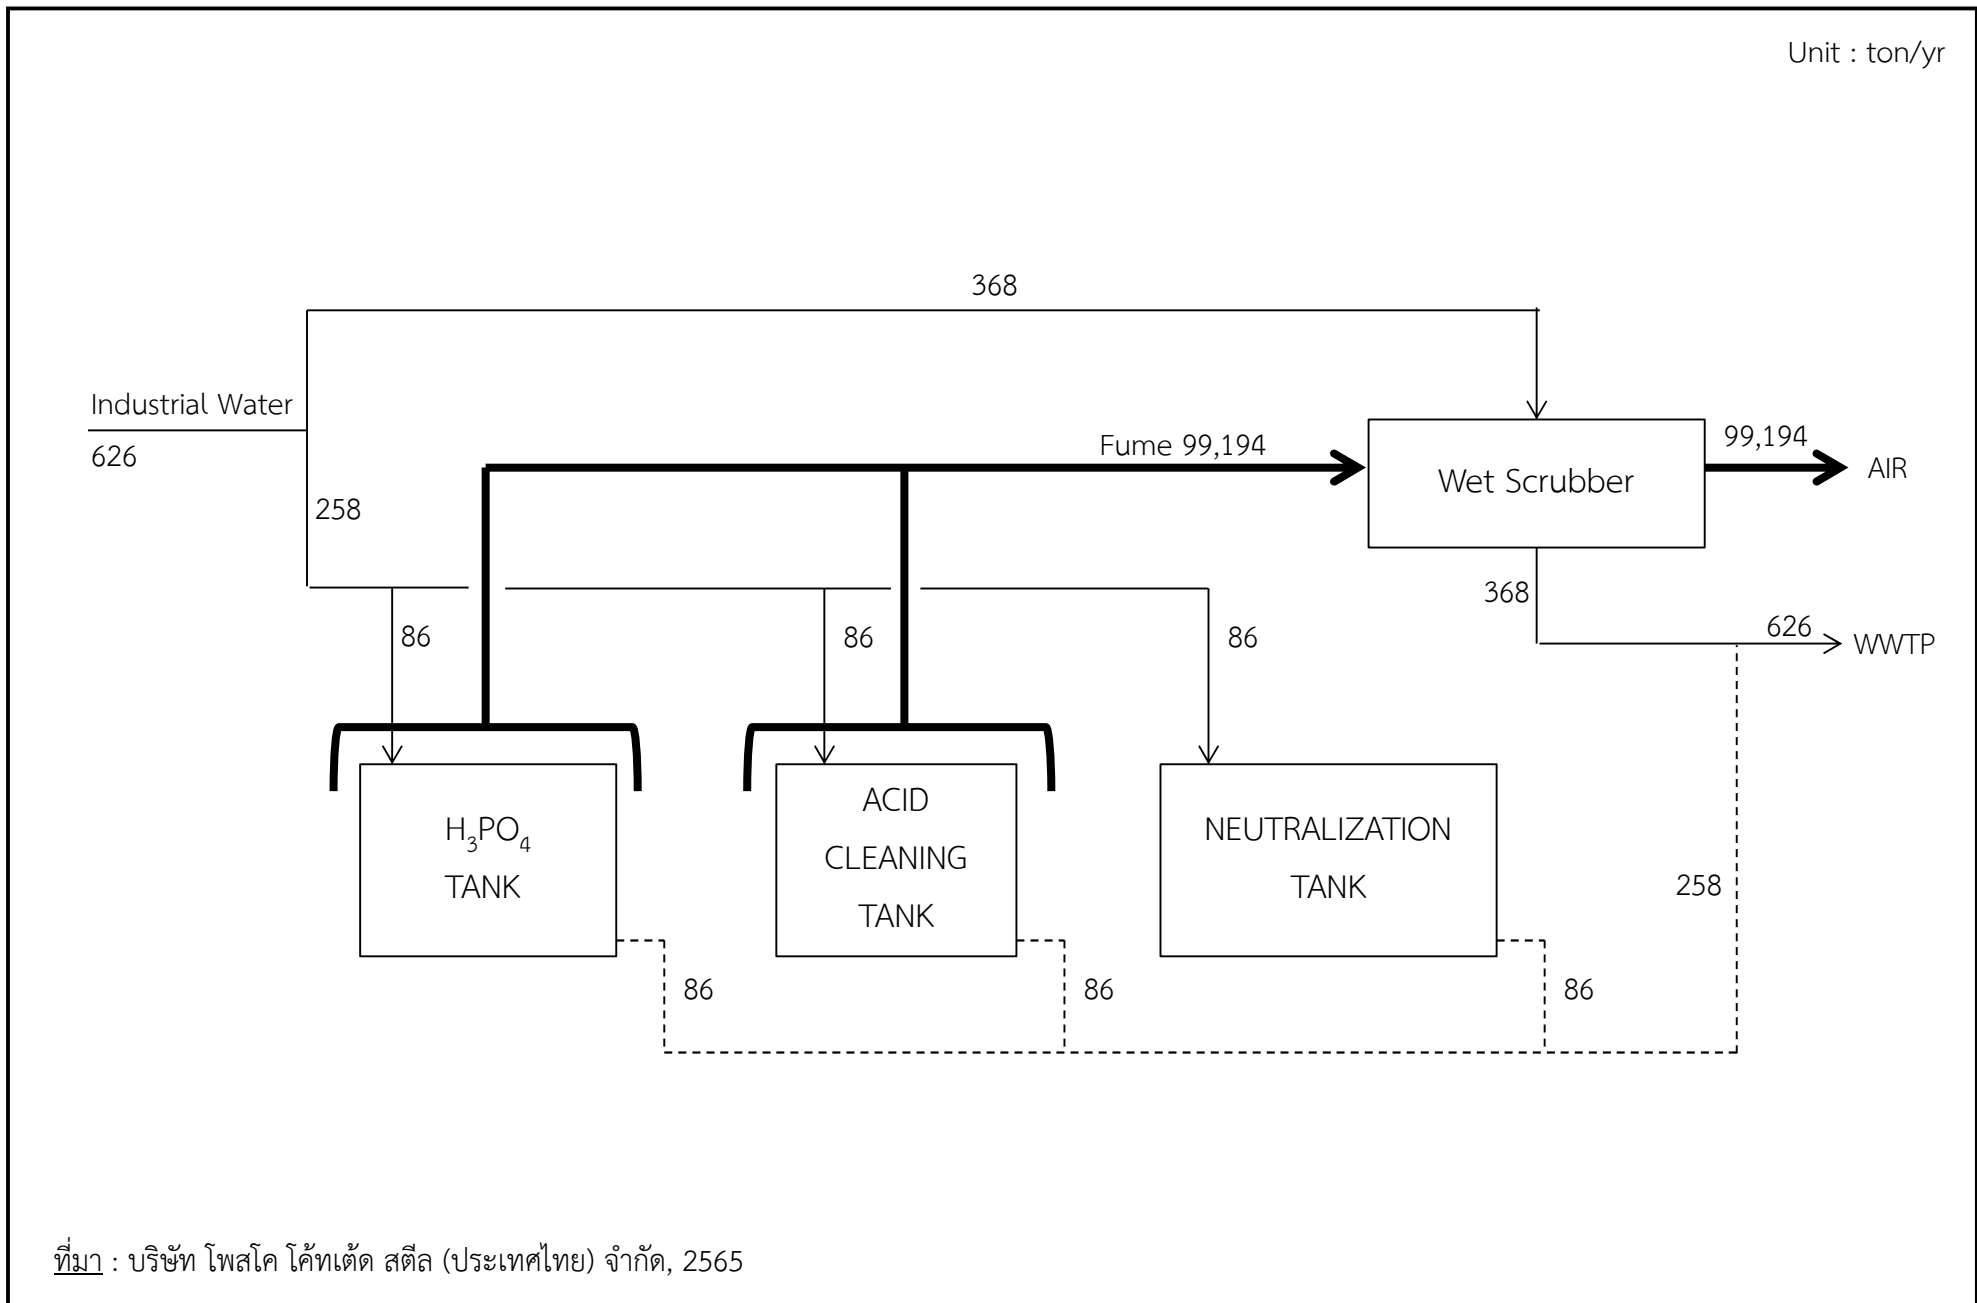 Unit : ton/yr
368
Industrial Water
626
258
Fume 99,194
Wet Scrubber
99,194
AIR
368
626
WWTP
86
86
86
H₃PO₄
TANK
ACID
CLEANING
TANK
NEUTRALIZATION
TANK
258
86
86
86
ที่มา : บริษัท โพสโค โค้ทเต้ด สตีล (ประเทศไทย) จำกัด, 2565